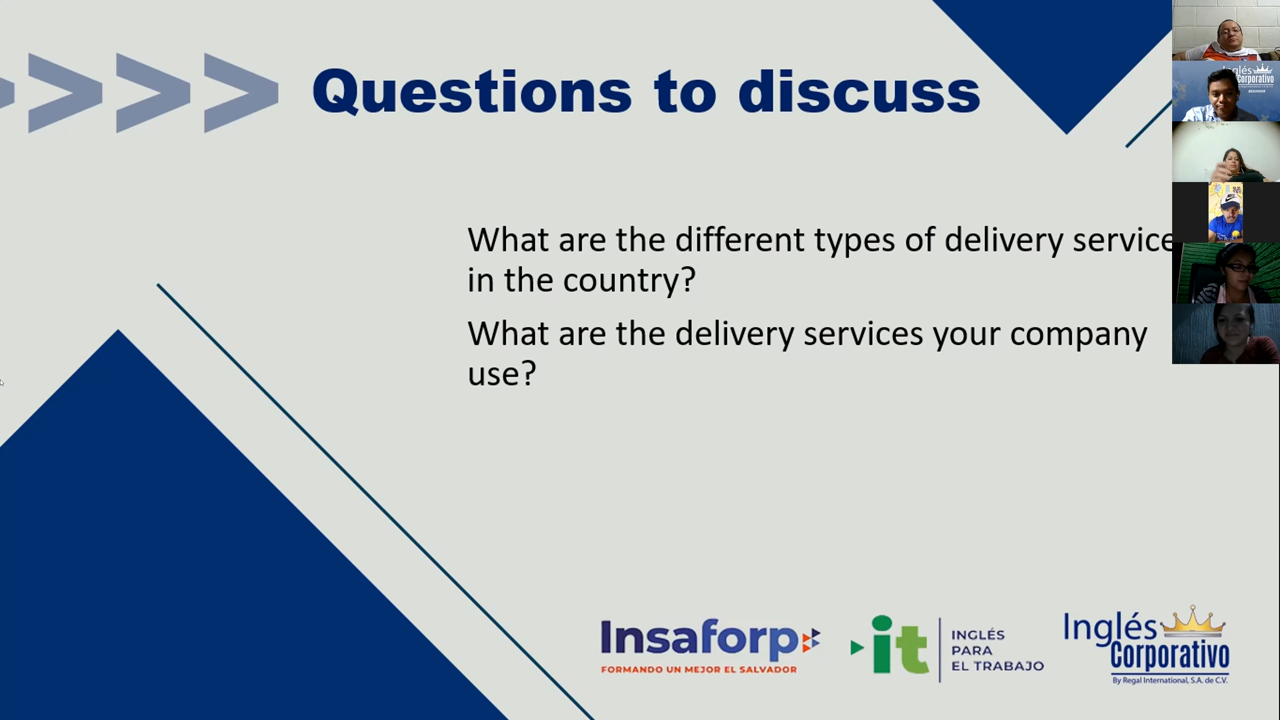 Questions to discuss
What are the different types of delivery service
in the country?
What are the delivery services your company
use?
Insaforp
FORMANDO UN MEJOR EL SALVADOR
it
INGLÉS
PARA
EL TRABAJO
Inglés
Corporativo
By Regal International, S.A. de C.V.
Inglés
Corporativo